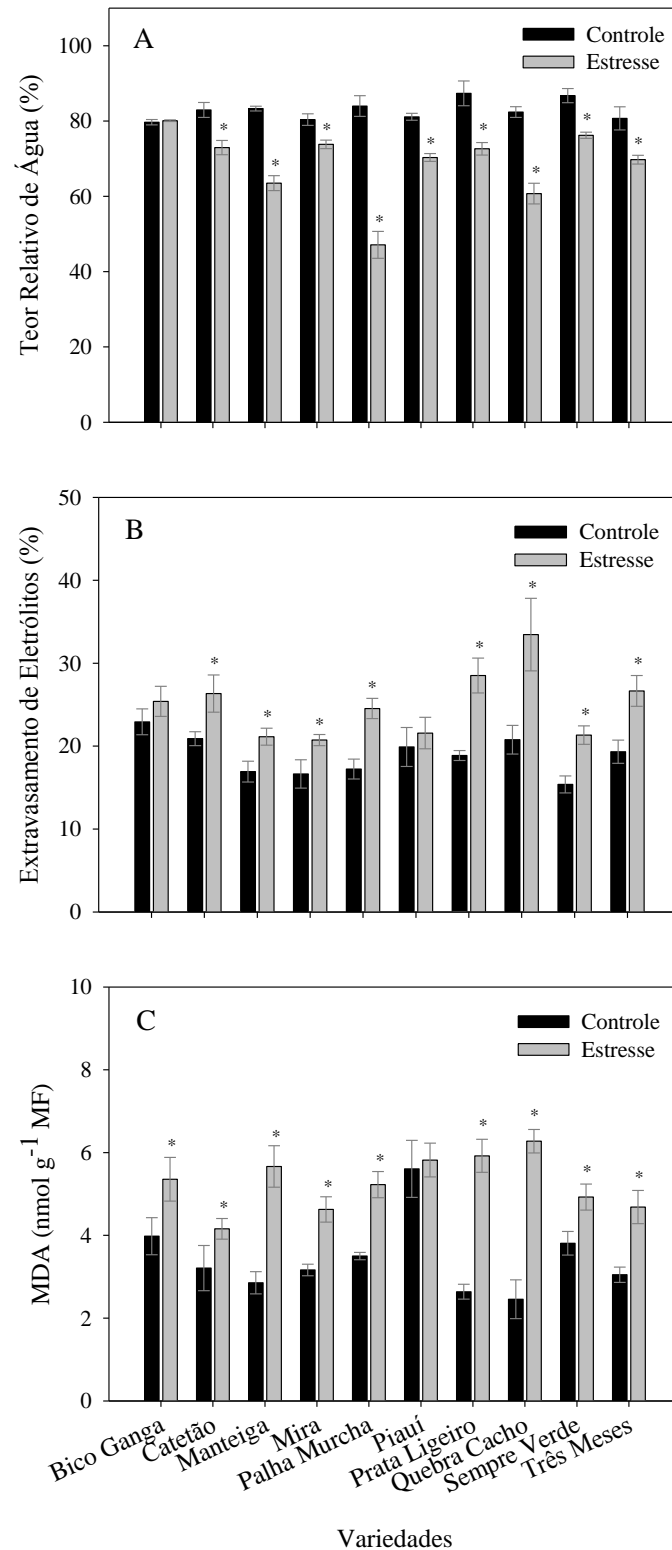 A
Controle
Estresse
Teor Relativo de Água (%)
100
80
60
40
20
0
* * * * * * * * *
B
Controle
Estresse
Extravasamento de Eletrólitos (%)
50
40
30
20
10
0
* * * * * * * *
C
Controle
Estresse
MDA (nmol g-1 MF)
10
8
6
4
2
0
* * * * * * * * *
Bico Ganga
Catetão
Manteiga
Mira
Palha Murcha
Piauí
Prata Ligeiro
Quebra Cacho
Sempre Verde
Três Meses
Variedades